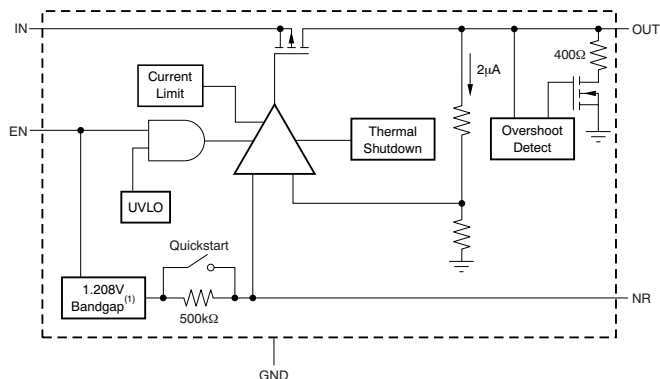 IN
OUT
400Ω
2µA
Current
Limit
EN
Thermal
Shutdown
Overshoot
Detect
UVLO
Quickstart
1.208V
Bandgap(1)
500kΩ
NR
GND